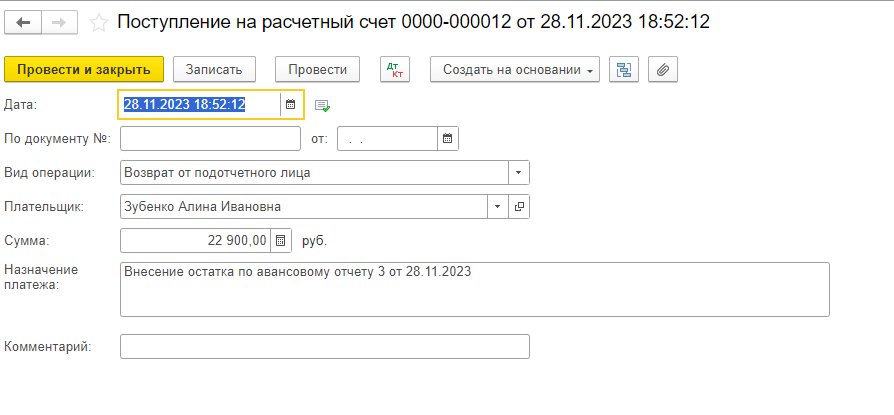 Поступление на расчетный счет 0000-000012 от 28.11.2023 18:52:12
Провести и закрыть Записать Провести Дт Кт Создать на основании
Дата: 28.11.2023 18:52:12
По документу №: от: . .
Вид операции: Возврат от подотчетного лица
Плательщик: Зубенко Алина Ивановна
Сумма: 22 900,00 руб.
Назначение платежа: Внесение остатка по авансовому отчету 3 от 28.11.2023
Комментарий: